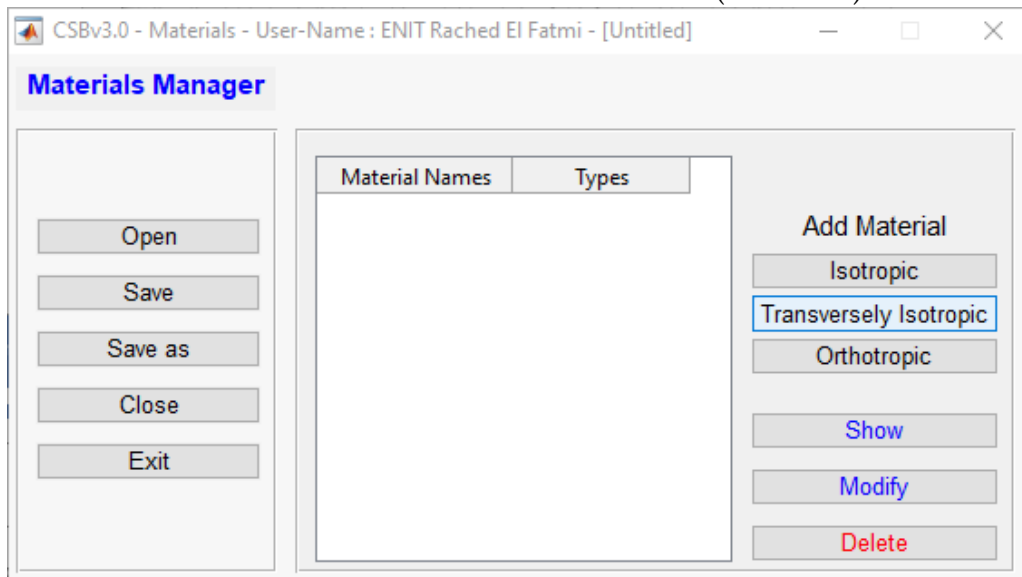 CSBv3.0 - Materials - User-Name : ENIT Rached El Fatmi - [Untitled]
Materials Manager
Open
Save
Save as
Close
Exit
Material Names Types
Add Material
Isotropic
Transversely Isotropic
Orthotropic
Show
Modify
Delete